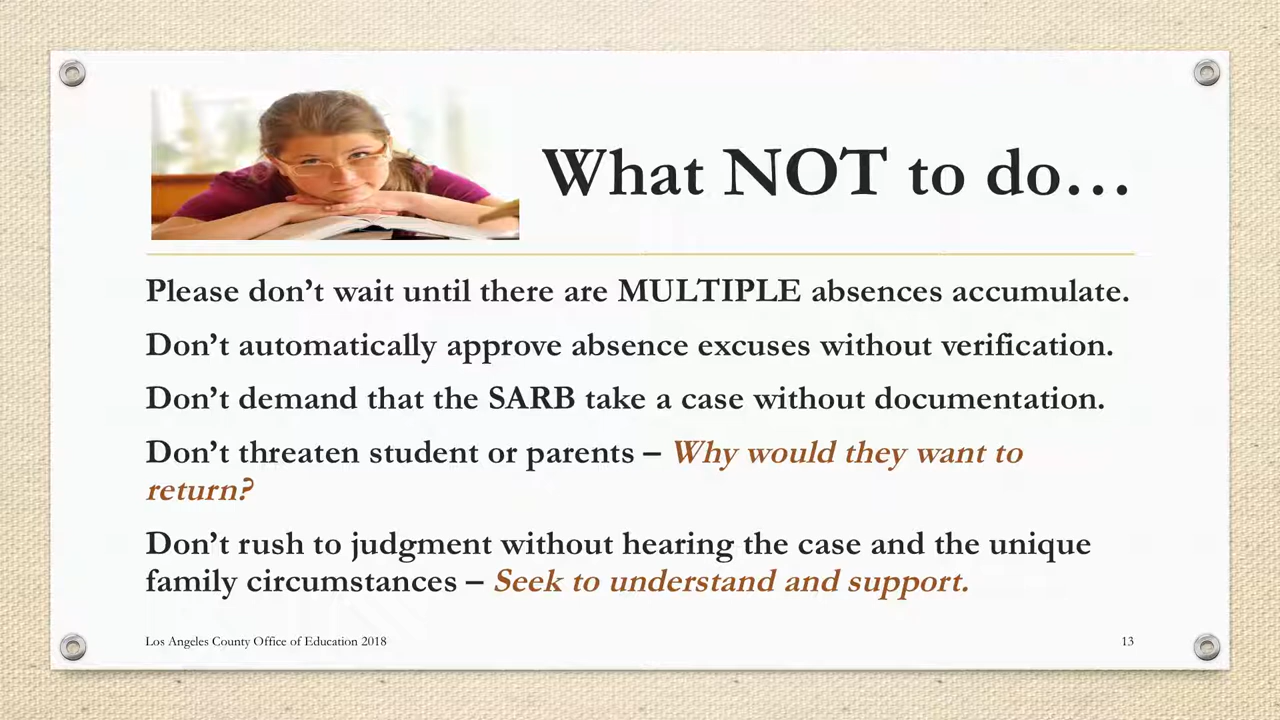 What NOT to do…
Please don’t wait until there are MULTIPLE absences accumulate.
Don’t automatically approve absence excuses without verification.
Don’t demand that the SARB take a case without documentation.
Don’t threaten student or parents – Why would they want to
return?
Don’t rush to judgment without hearing the case and the unique
family circumstances – Seek to understand and support.
Los Angeles County Office of Education 2018
13